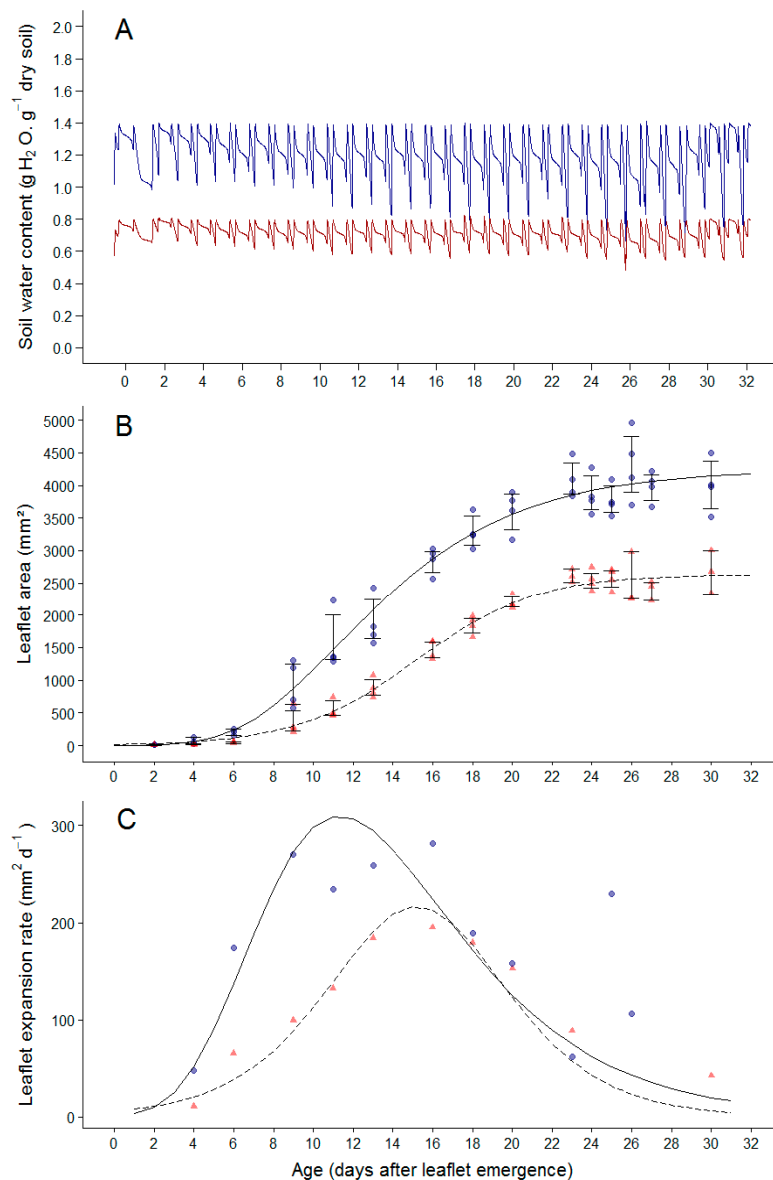 A
Soil water content (g H₂ O. g⁻¹ dry soil)
2.0
1.8
1.6
1.4
1.2
1.0
0.8
0.6
0.4
0.2
0.0
0 2 4 6 8 10 12 14 16 18 20 22 24 26 28 30 32
B
Leaflet area (mm²)
5000
4500
4000
3500
3000
2500
2000
1500
1000
500
0
0 2 4 6 8 10 12 14 16 18 20 22 24 26 28 30 32
C
Leaflet expansion rate (mm² d⁻¹ )
300
200
100
0
0 2 4 6 8 10 12 14 16 18 20 22 24 26 28 30 32
Age (days after leaflet emergence)